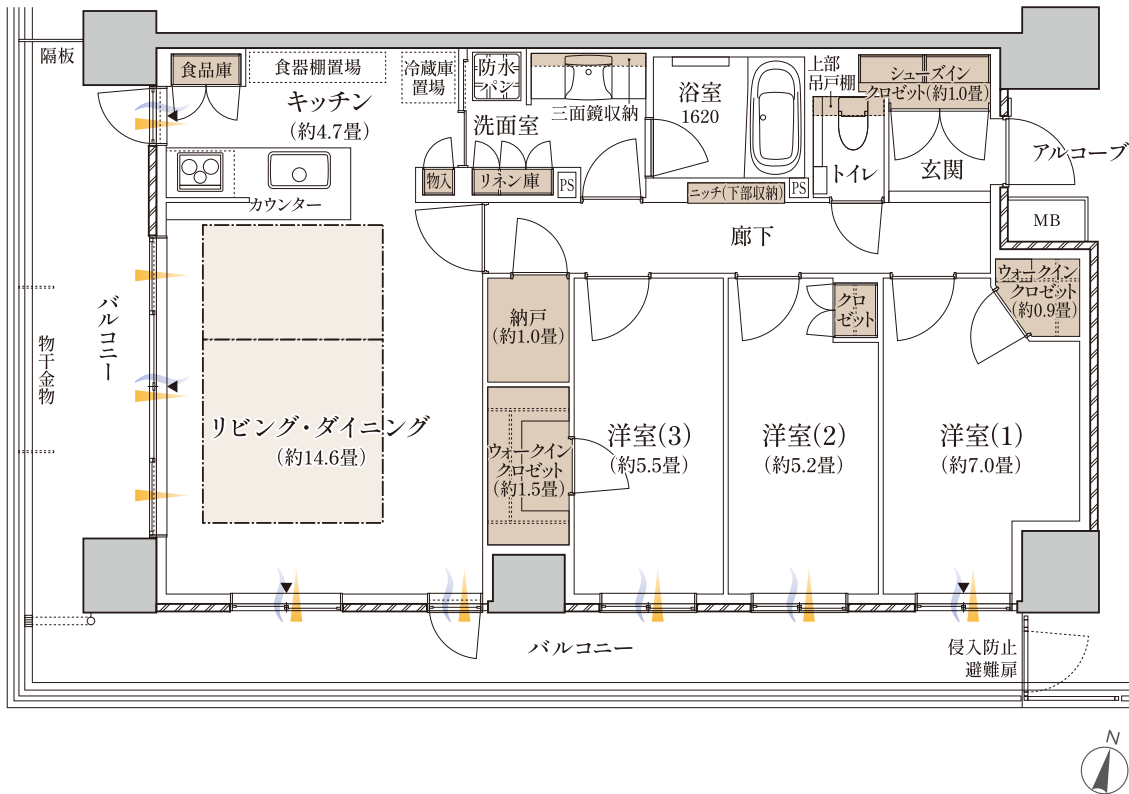 隔板
食品庫
食器棚置場
冷蔵庫
置場
防水
パン
三面鏡収納
浴室
1620
上部
吊戸棚
シューズイン
クロゼット(約1.0畳)
キッチン
(約4.7畳)
洗面室
物入
リネン庫
PS
ニッチ(下部収納)
PS
トイレ
玄関
アルコーブ
MB
カウンター
廊下
バルコニー
物干金物
納戸
(約1.0畳)
クロ
ゼット
ウォークイン
クロゼット
(約0.9畳)
リビング・ダイニング
(約14.6畳)
ウォークイン
クロゼット
(約1.5畳)
洋室(3)
(約5.5畳)
洋室(2)
(約5.2畳)
洋室(1)
(約7.0畳)
バルコニー
侵入防止
避難扉
N